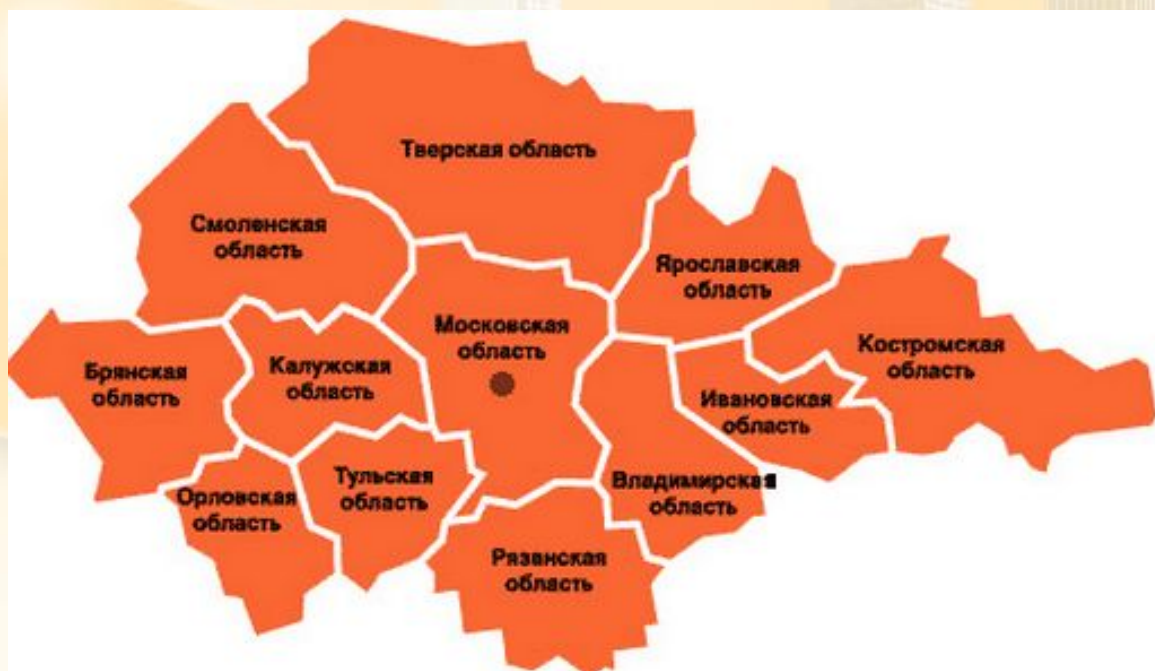 Тверская область
Смоленская
область
Ярославская
область
Московская
область
Костромская
область
Калужская
область
Брянская
область
Ивановская
область
Тульская
область
Владимирская
область
Орловская
область
Рязанская
область